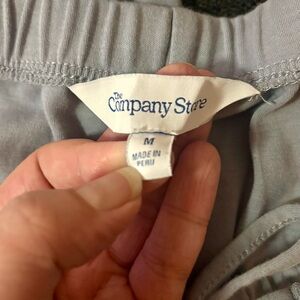 The
Company Store
M
MADE IN
PERU